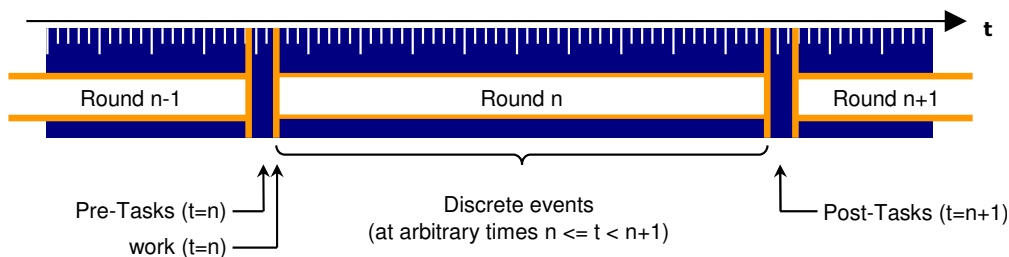 t
Round n-1
Round n
Round n+1
Pre-Tasks (t=n)
work (t=n)
Discrete events
(at arbitrary times n <= t < n+1)
Post-Tasks (t=n+1)